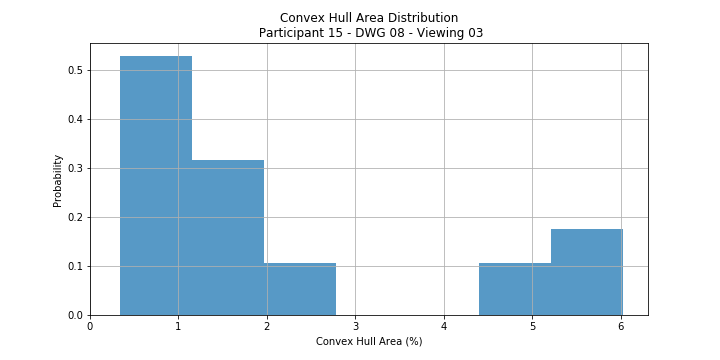 Convex Hull Area Distribution
Participant 15 - DWG 08 - Viewing 03
0.5
0.4
0.3
0.2
0.1
0.0
Probability
0 1 2 3 4 5 6
Convex Hull Area (%)